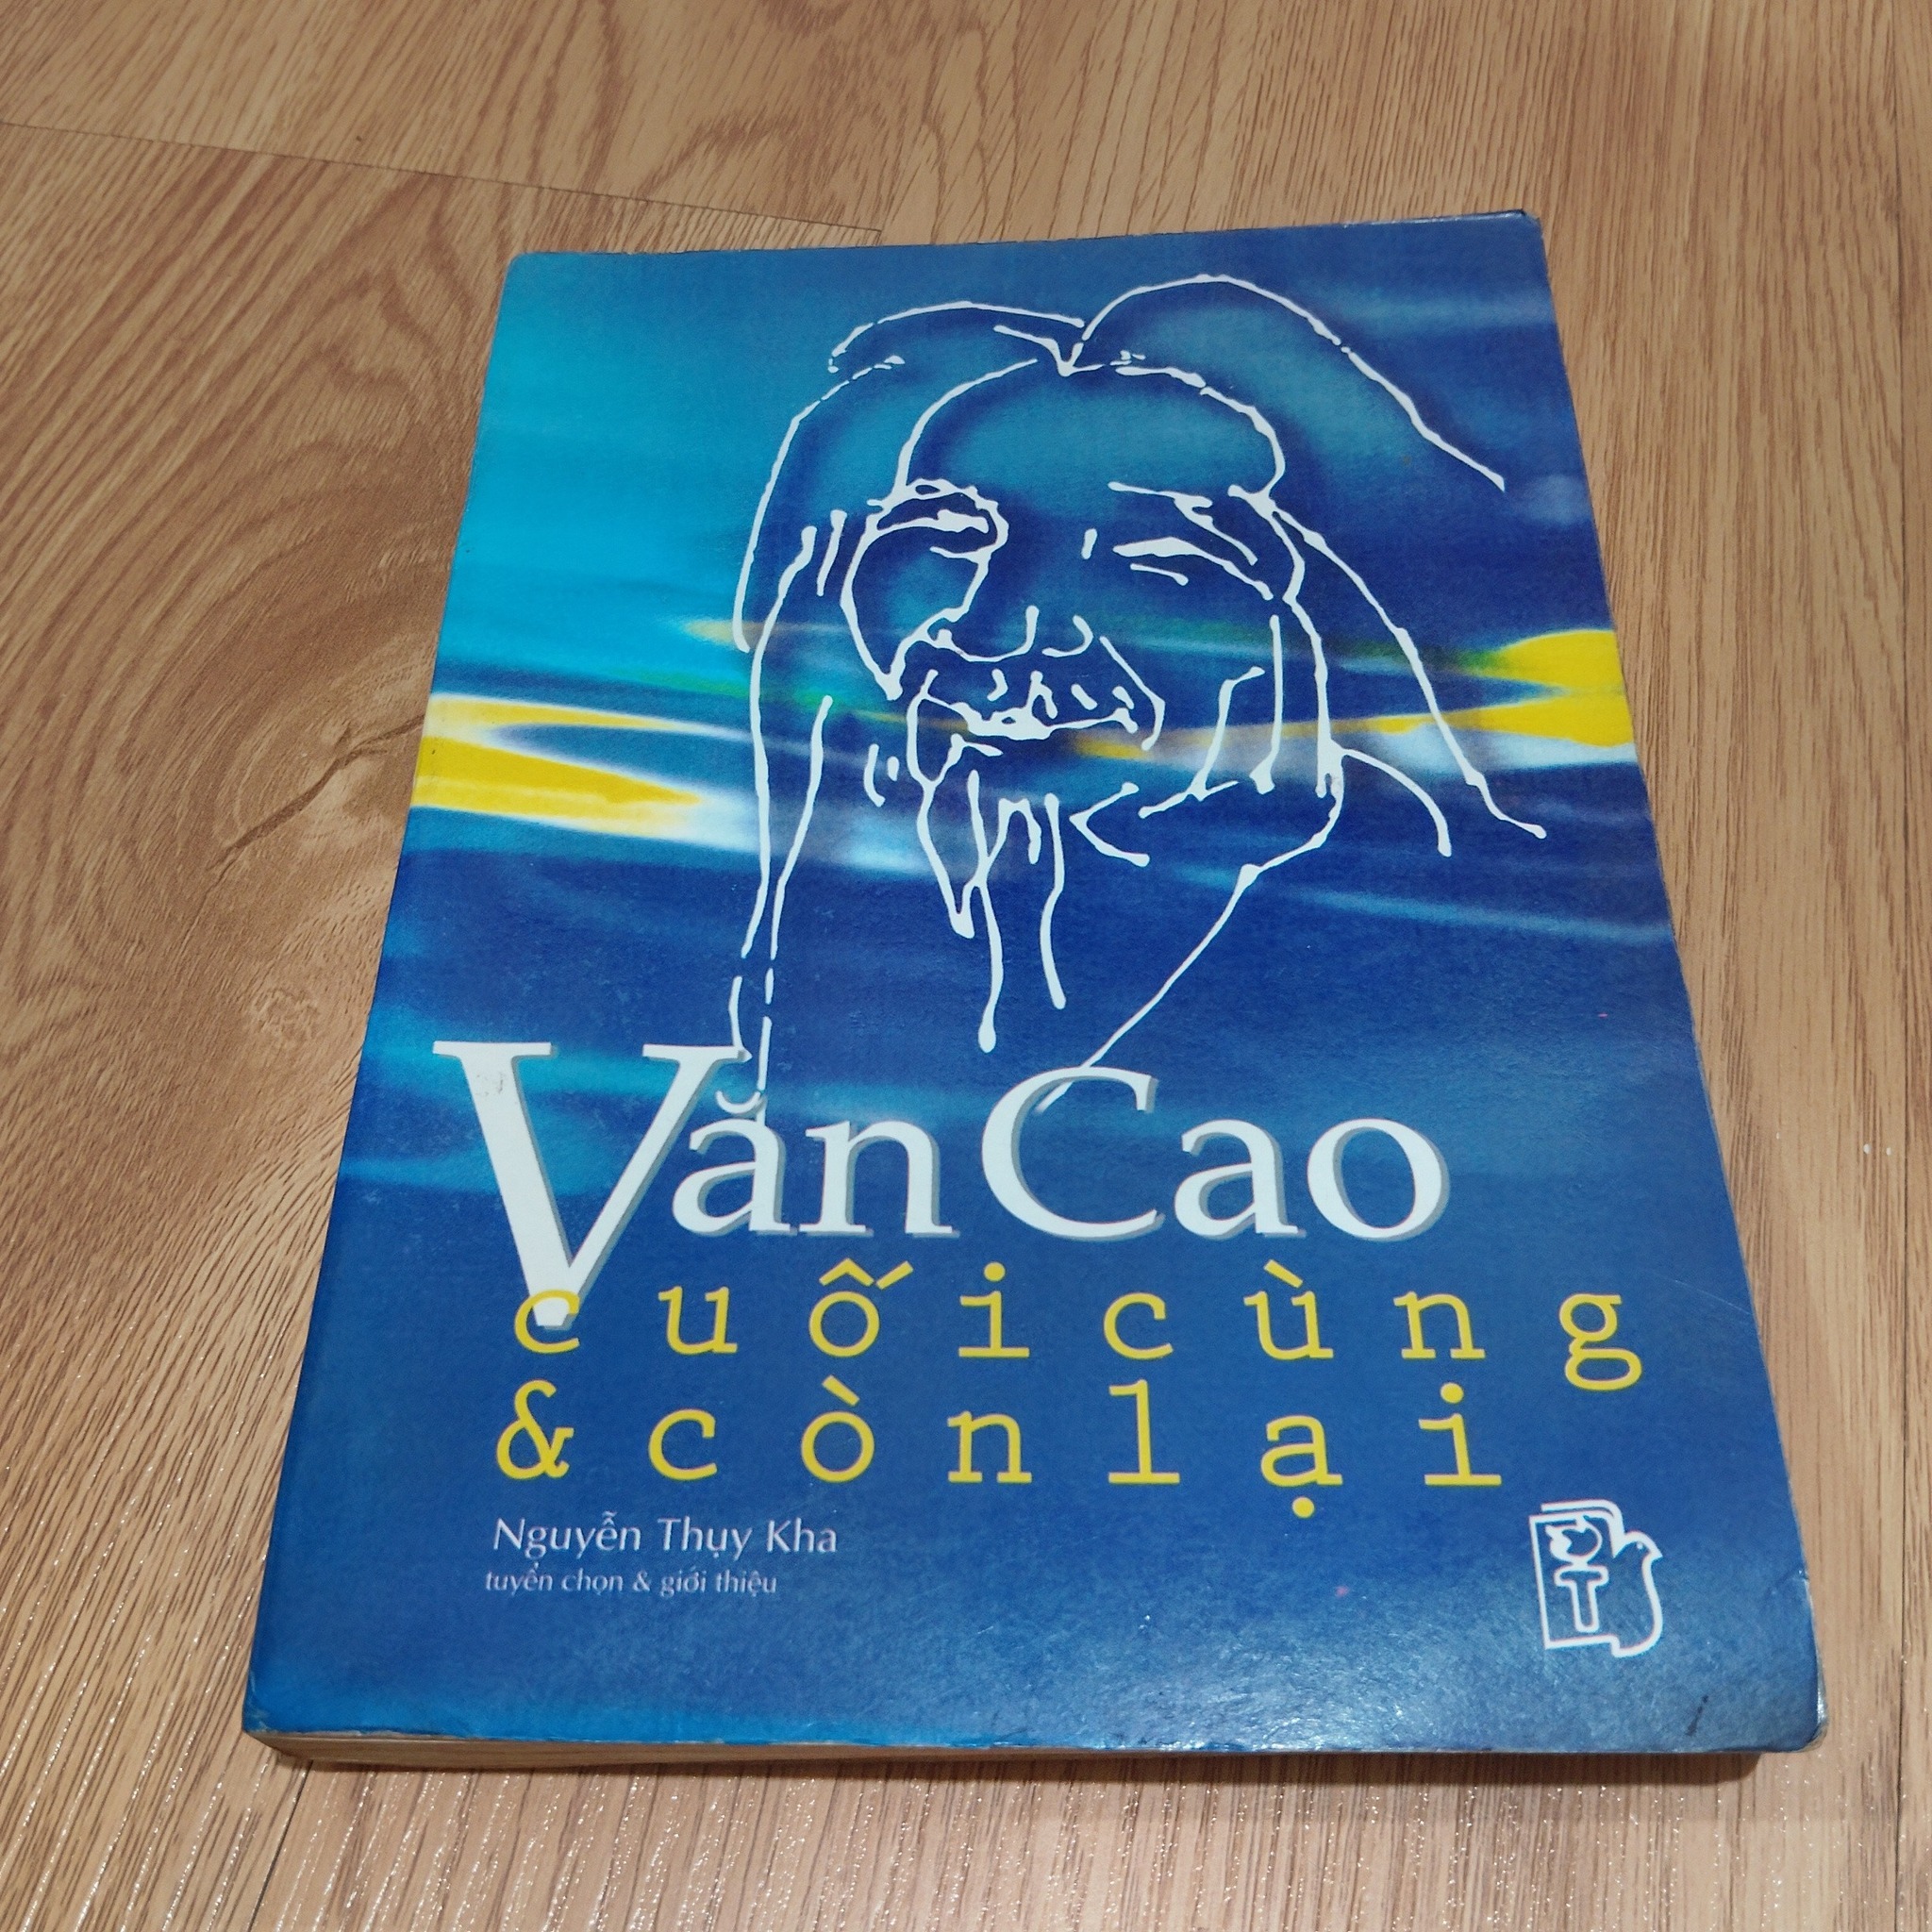 Văn Cao
cuối cùng
& còn lại
Nguyễn Thụy Kha
tuyển chọn & giới thiệu
T